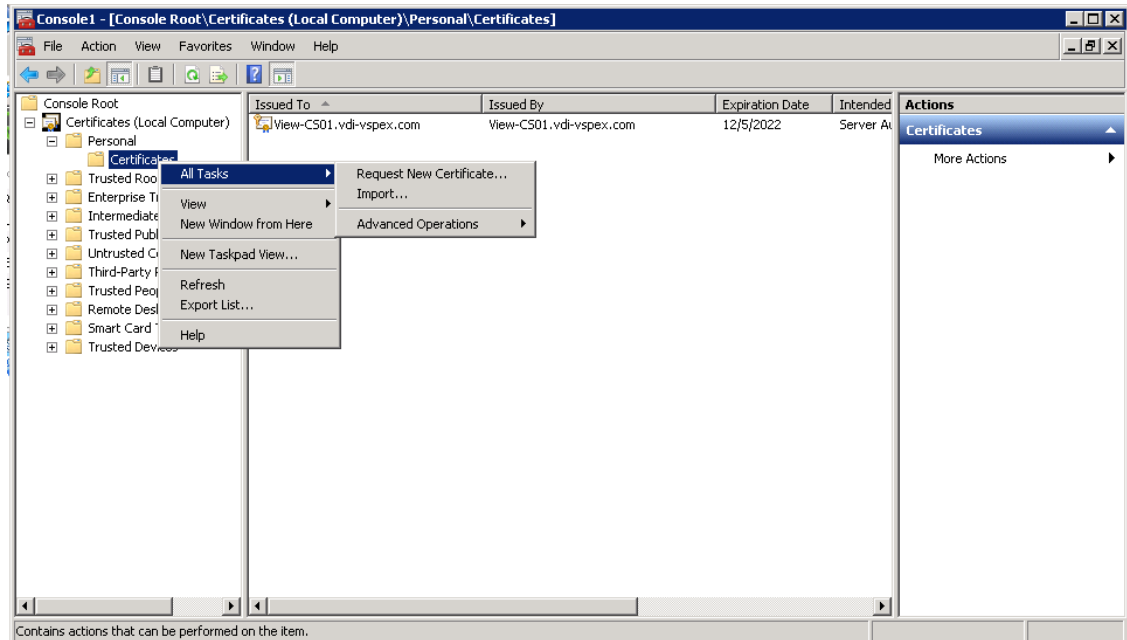 Console1 - [Console Root\Certificates (Local Computer)\Personal\Certificates]
File Action View Favorites Window Help
Console Root
Certificates (Local Computer)
Personal
Certificates
Trusted Roo
Enterprise Tr
Intermediate
Trusted Publ
Untrusted C
Third-Party
Trusted Peo
Remote Desl
Smart Card
Trusted Devices
All Tasks
View
New Window from Here
New Taskpad View...
Refresh
Export List...
Help
Request New Certificate...
Import...
Advanced Operations
Issued To Issued By Expiration Date Intended
View-CS01.vdi-vspex.com View-CS01.vdi-vspex.com 12/5/2022 Server Au
Actions
Certificates
More Actions
Contains actions that can be performed on the item.